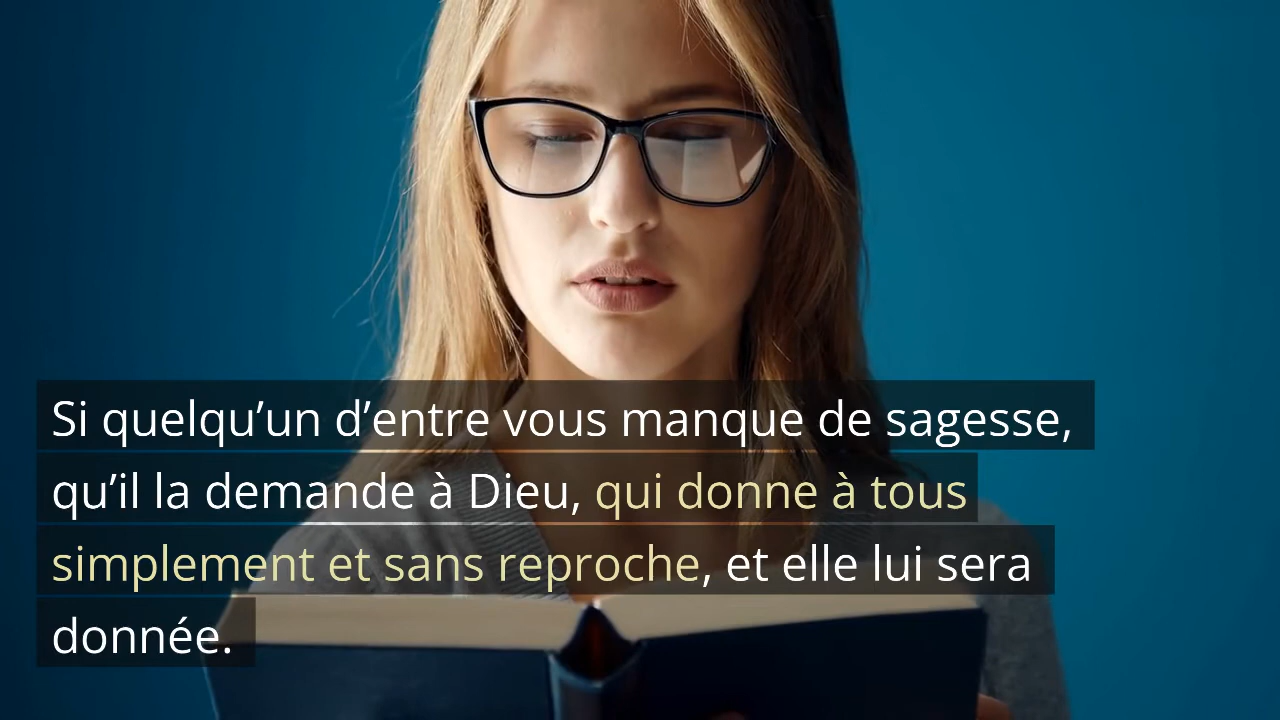 Si quelqu’un d’entre vous manque de sagesse,
qu’il la demande à Dieu, qui donne à tous
simplement et sans reproche, et elle lui sera
donnée.